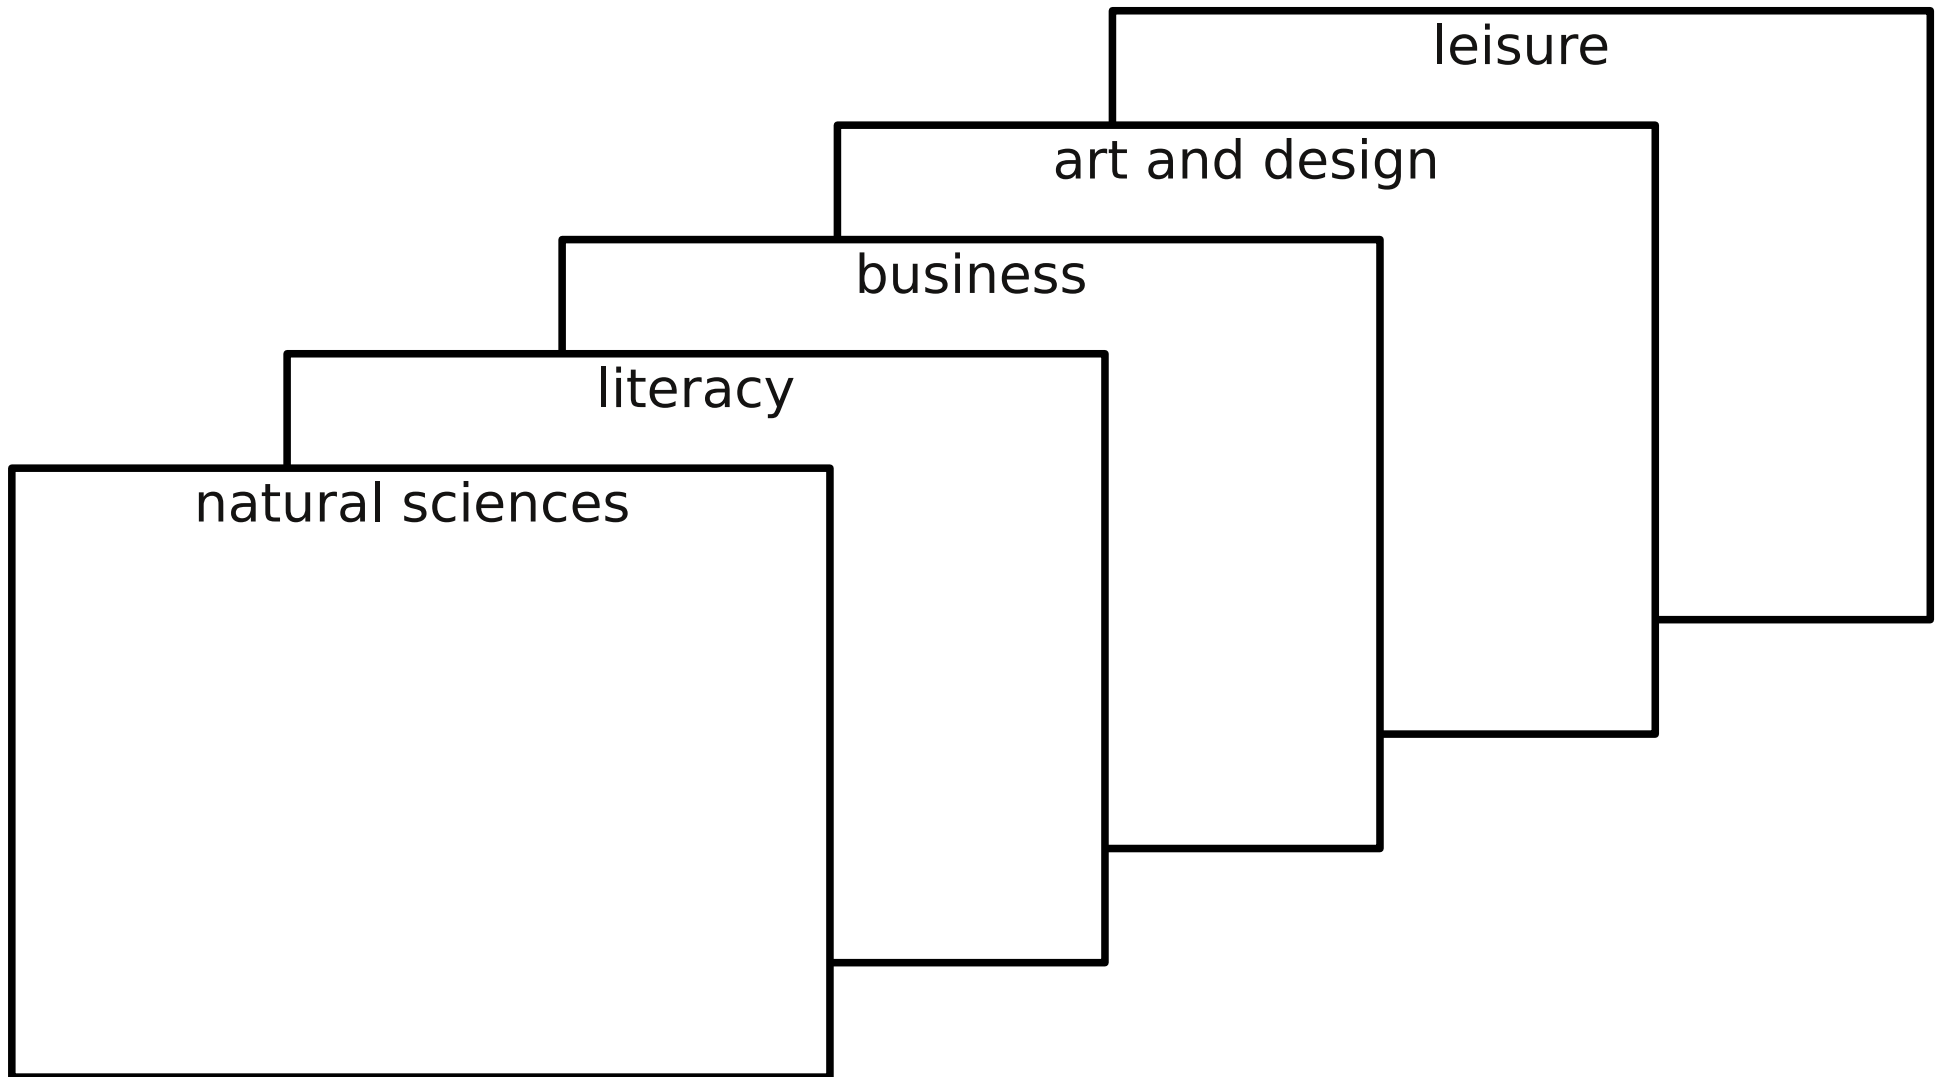 leisure
art and design
business
literacy
natural sciences